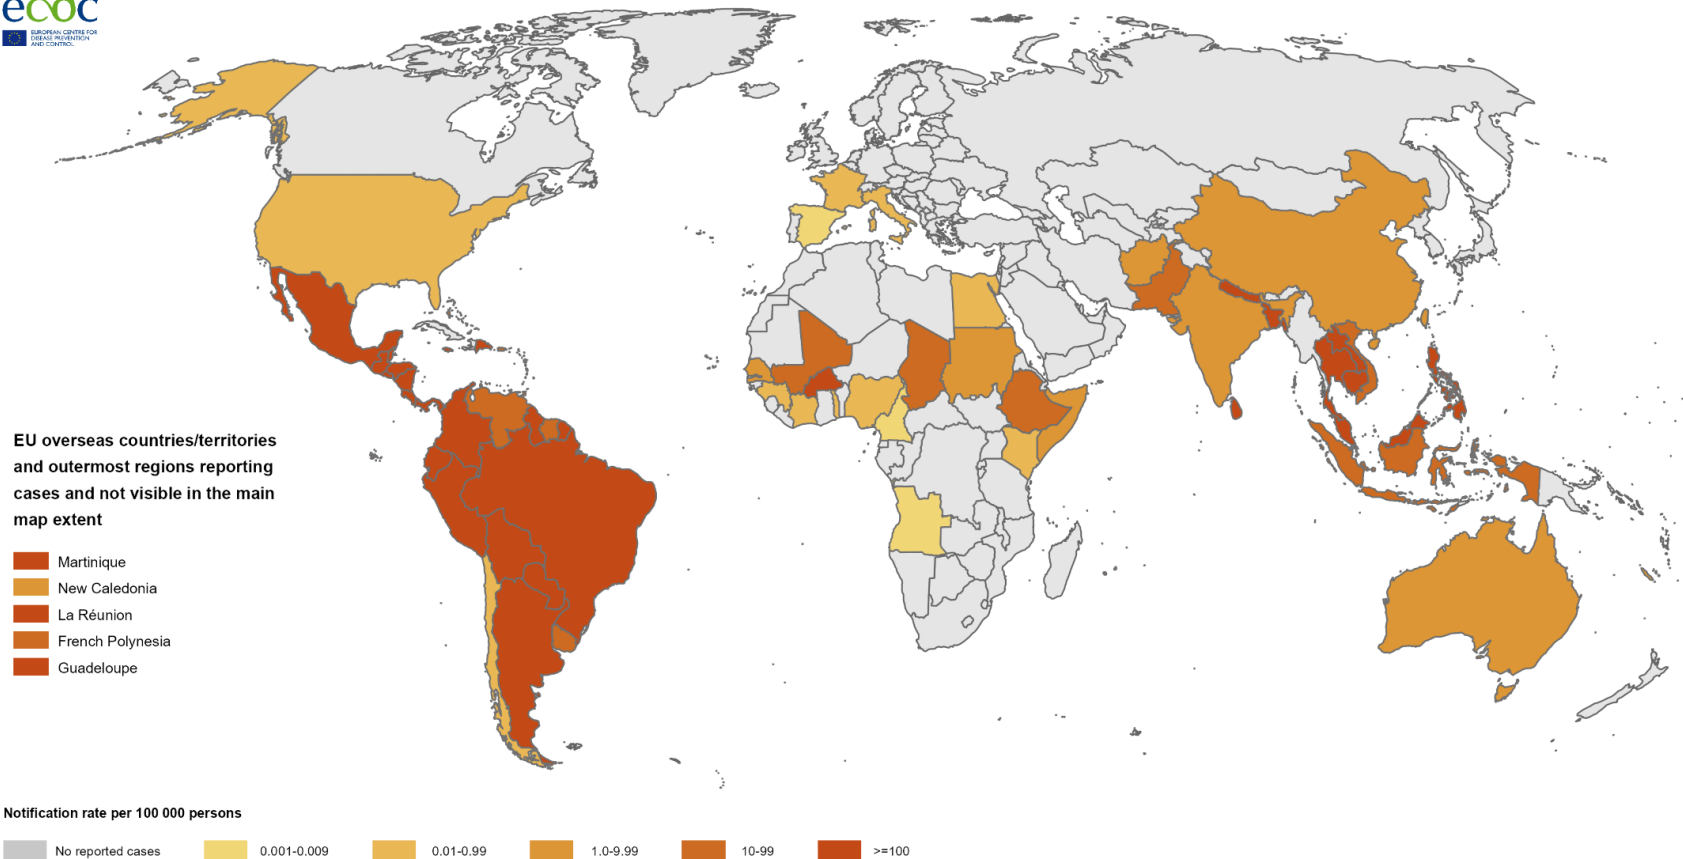 ecdc
EUROPEAN CENTRE FOR
DISEASE PREVENTION
AND CONTROL
EU overseas countries/territories
and outermost regions reporting
cases and not visible in the main
map extent
Martinique
New Caledonia
La Réunion
French Polynesia
Guadeloupe
Notification rate per 100 000 persons
No reported cases
0.001-0.009
0.01-0.99
1.0-9.99
10-99
>=100